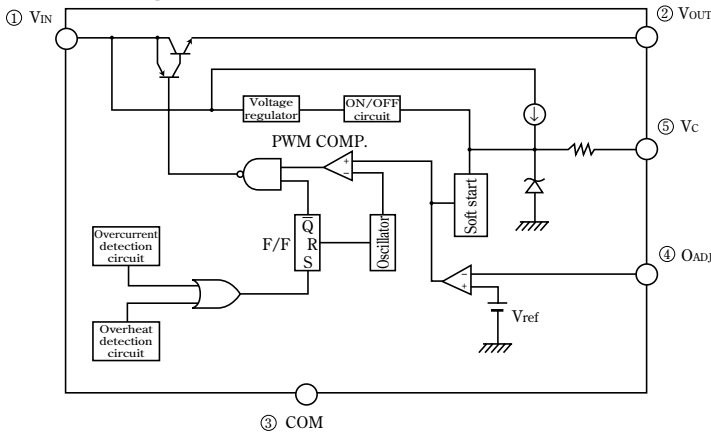 ① VIN
② VOUT
Voltage
regulator
ON/OFF
circuit
⑤ VC
PWM COMP.
+
−
Soft start
Overcurrent
detection
circuit
F/F
Q
R
S
Oscillator
④ OADJ
−
+
Vref
Overheat
detection
circuit
③ COM